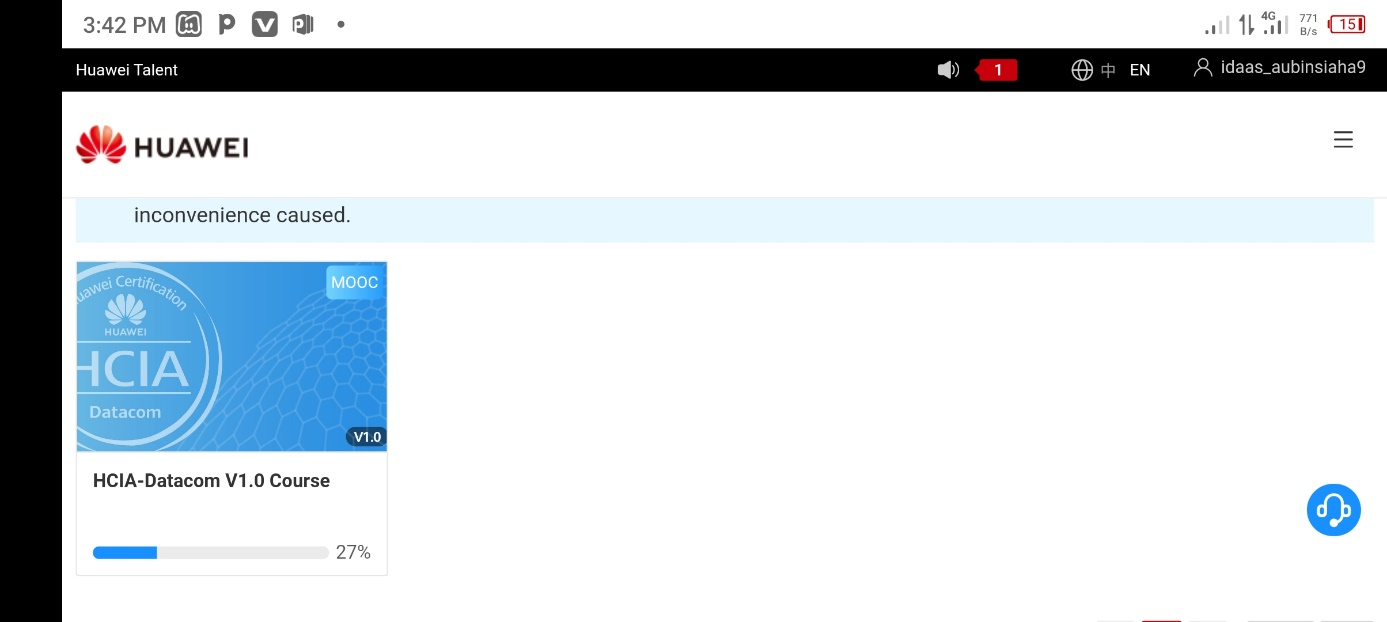 3:42 PM
4G
771
B/s
15
Huawei Talent
1
中 EN
idaas_aubinsiaha9
HUAWEI
inconvenience caused.
MOOC
uawei Certification
HUAWEI
HCIA
Datacom
V1.0
HCIA-Datacom V1.0 Course
27%